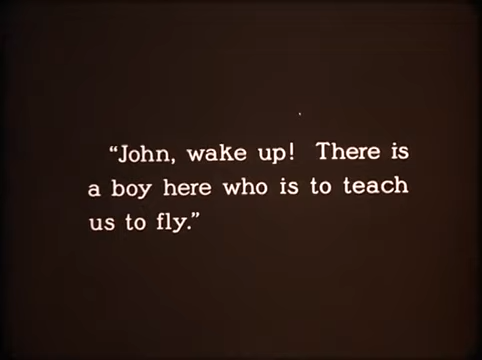 “John, wake up!  There is
a boy here who is to teach
us to fly.”